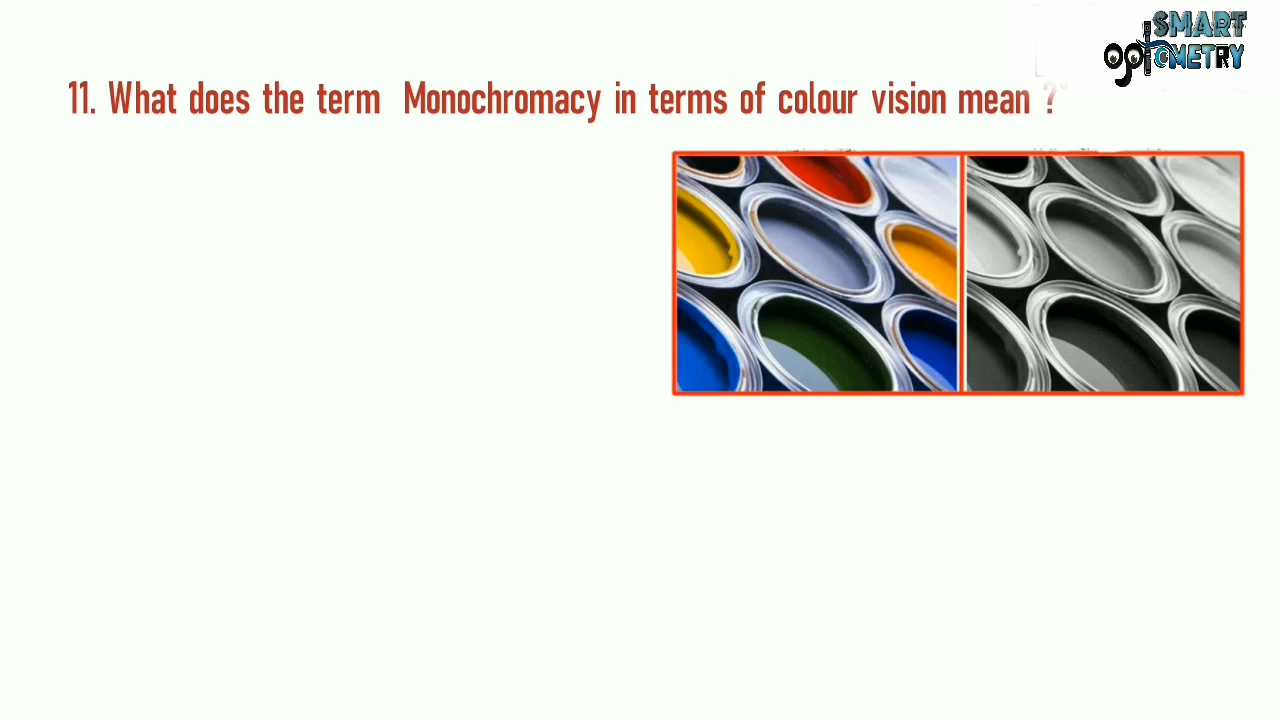 SMART
OptOMETRY
11. What does the term Monochromacy in terms of colour vision mean ?